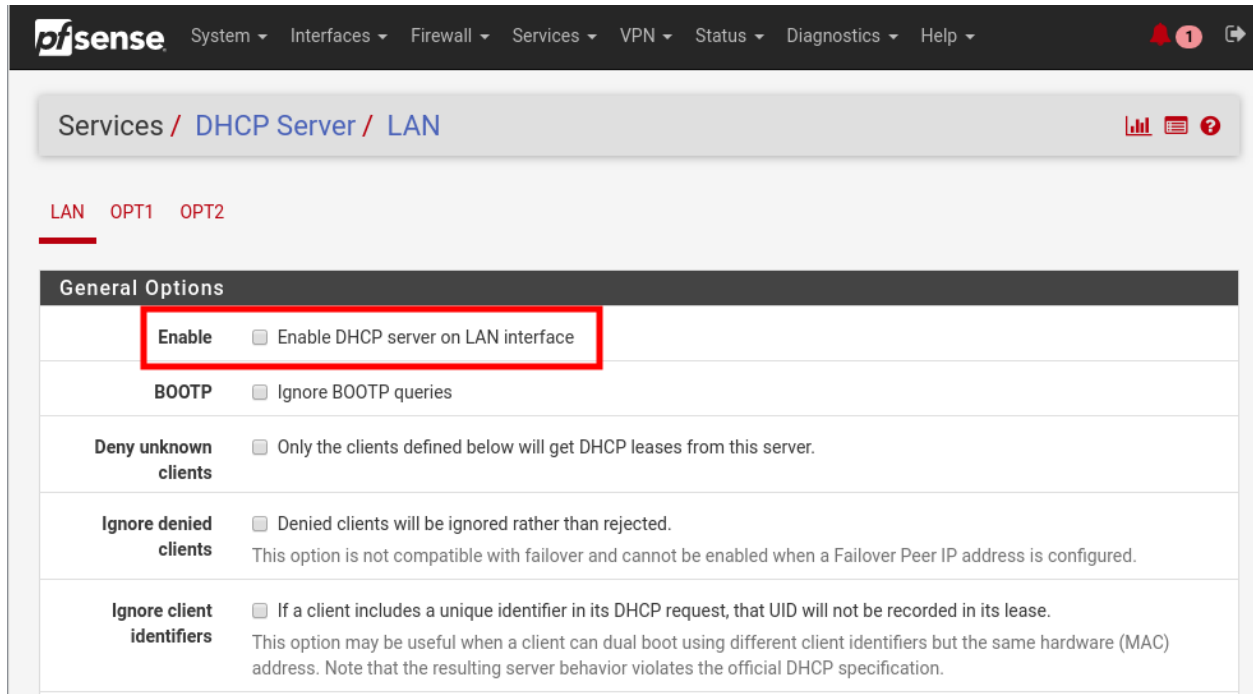 pfsense System Interfaces Firewall Services VPN Status Diagnostics Help 1
Services / DHCP Server / LAN
LAN OPT1 OPT2
General Options
Enable Enable DHCP server on LAN interface
BOOTP Ignore BOOTP queries
Deny unknown Only the clients defined below will get DHCP leases from this server.
clients
Ignore denied Denied clients will be ignored rather than rejected.
clients This option is not compatible with failover and cannot be enabled when a Failover Peer IP address is configured.
Ignore client If a client includes a unique identifier in its DHCP request, that UID will not be recorded in its lease.
identifiers This option may be useful when a client can dual boot using different client identifiers but the same hardware (MAC)
address. Note that the resulting server behavior violates the official DHCP specification.